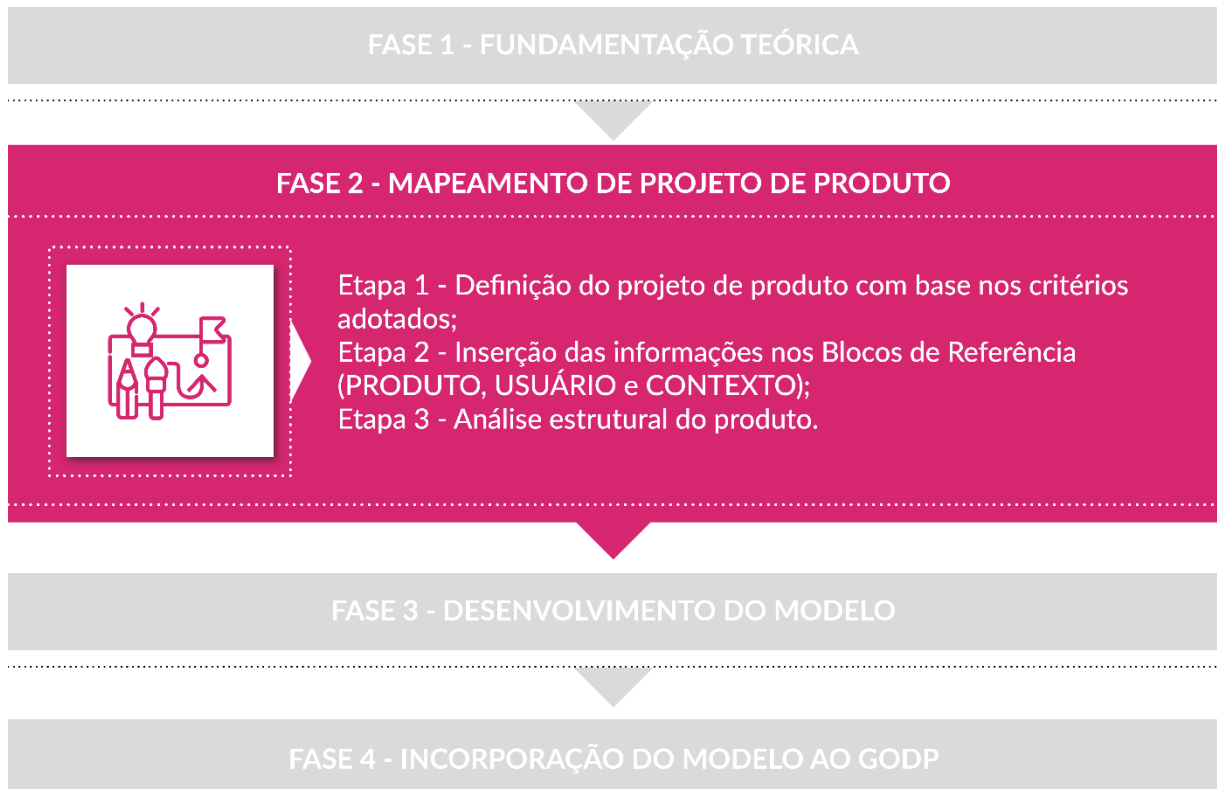 FASE 1 - FUNDAMENTAÇÃO TEÓRICA
FASE 2 - MAPEAMENTO DE PROJETO DE PRODUTO
Etapa 1 - Definição do projeto de produto com base nos critérios
adotados;
Etapa 2 - Inserção das informações nos Blocos de Referência
(PRODUTO, USUÁRIO e CONTEXTO);
Etapa 3 - Análise estrutural do produto.
FASE 3 - DESENVOLVIMENTO DO MODELO
FASE 4 - INCORPORAÇÃO DO MODELO AO GODP